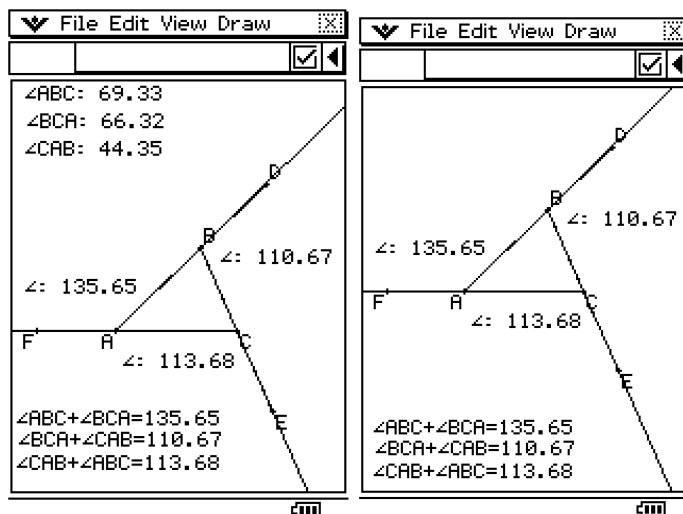 File Edit View Draw
∠ABC: 69.33
∠BCA: 66.32
∠CAB: 44.35
D
B
∠: 110.67
∠: 135.65
F A C
∠: 113.68
E
∠ABC+∠BCA=135.65
∠BCA+∠CAB=110.67
∠CAB+∠ABC=113.68
File Edit View Draw
D
B
∠: 110.67
∠: 135.65
F A C
∠: 113.68
E
∠ABC+∠BCA=135.65
∠BCA+∠CAB=110.67
∠CAB+∠ABC=113.68